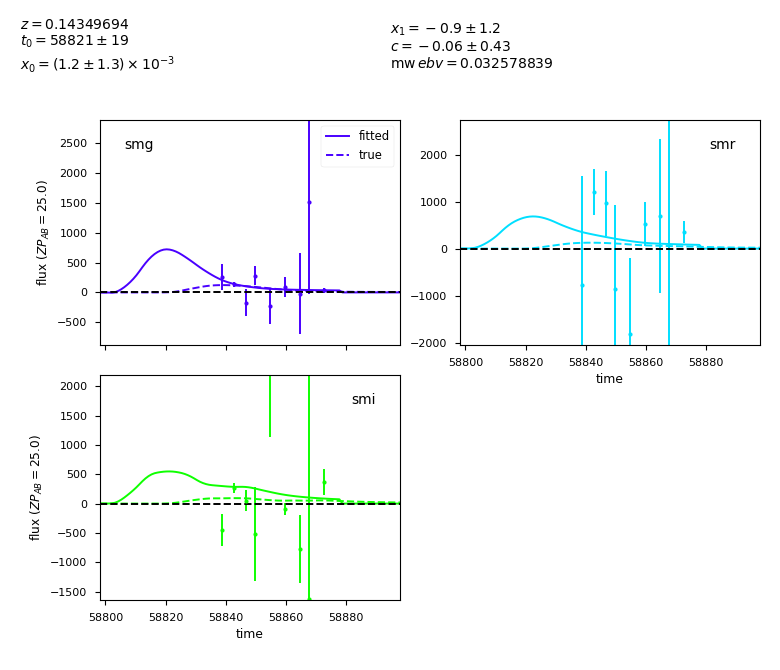 z = 0.14349694
t₀ = 58821 ± 19
x₀ = (1.2 ± 1.3) × 10⁻³
x₁ = −0.9 ± 1.2
c = −0.06 ± 0.43
mw ebv = 0.032578839
smg
fitted
true
flux (ZP_AB = 25.0)
2500
2000
1500
1000
500
0
−500
smr
2000
1000
0
−1000
−2000
58800 58820 58840 58860 58880
time
smi
flux (ZP_AB = 25.0)
2000
1500
1000
500
0
−500
−1000
−1500
58800 58820 58840 58860 58880
time